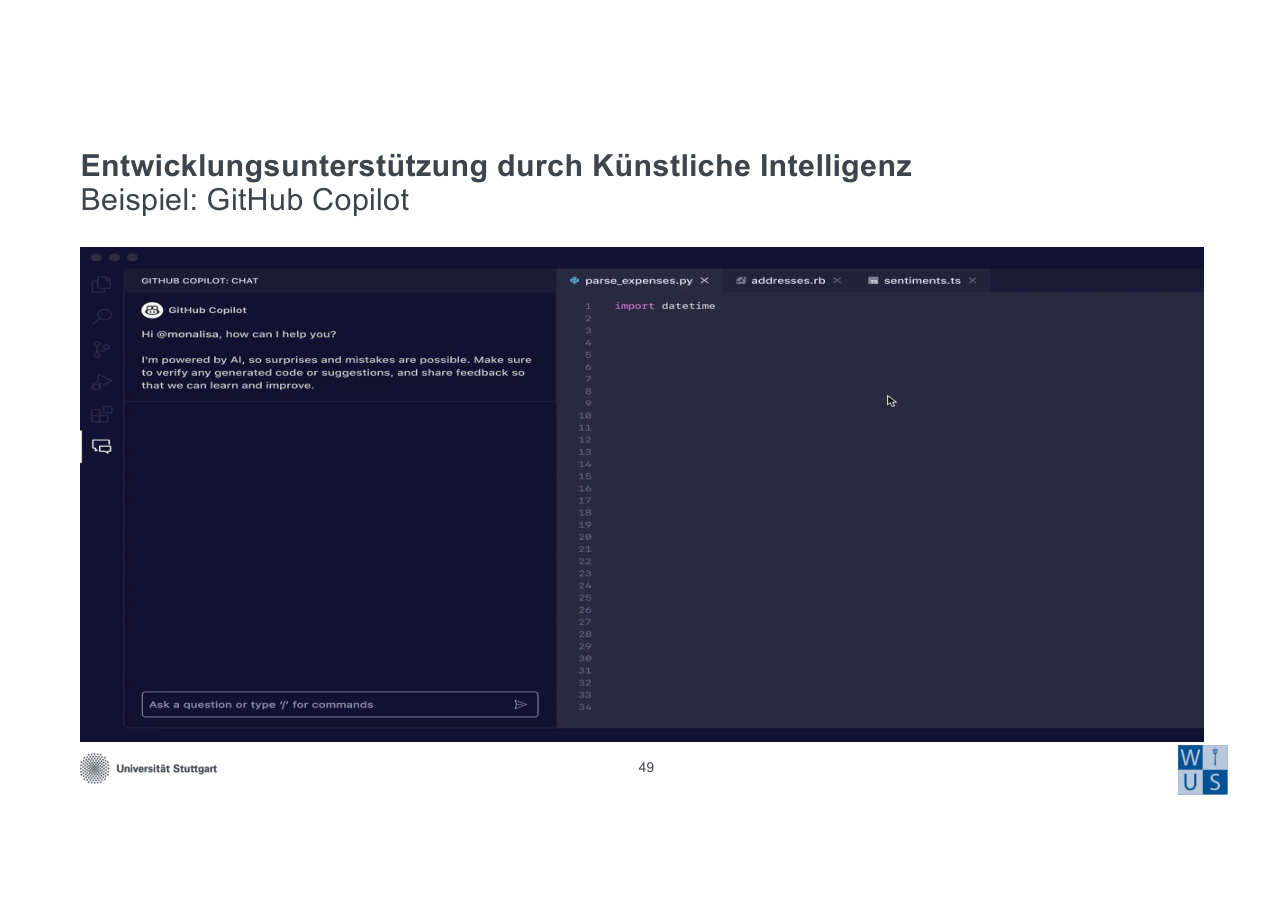 Entwicklungsunterstützung durch Künstliche Intelligenz
Beispiel: GitHub Copilot
GITHUB COPILOT: CHAT
GitHub Copilot
Hi @monalisa, how can I help you?
I'm powered by AI, so surprises and mistakes are possible. Make sure
to verify any generated code or suggestions, and share feedback so
that we can learn and improve.
Ask a question or type '/' for commands
parse_expenses.py
addresses.rb
sentiments.ts
1 import datetime
2
3
4
5
6
7
8
9
10
11
12
13
14
15
16
17
18
19
20
21
22
23
24
25
26
27
28
29
30
31
32
33
34
Universität Stuttgart
49
W i
U S